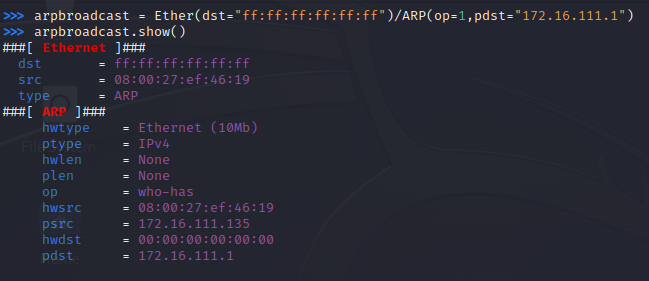 >>> arpbroadcast = Ether(dst="ff:ff:ff:ff:ff:ff")/ARP(op=1,pdst="172.16.111.1")
>>> arpbroadcast.show()
###[ Ethernet ]###
  dst       = ff:ff:ff:ff:ff:ff
  src       = 08:00:27:ef:46:19
  type      = ARP
###[ ARP ]###
     hwtype    = Ethernet (10Mb)
     ptype     = IPv4
     hwlen     = None
     plen      = None
     op        = who-has
     hwsrc     = 08:00:27:ef:46:19
     psrc      = 172.16.111.135
     hwdst     = 00:00:00:00:00:00
     pdst      = 172.16.111.1